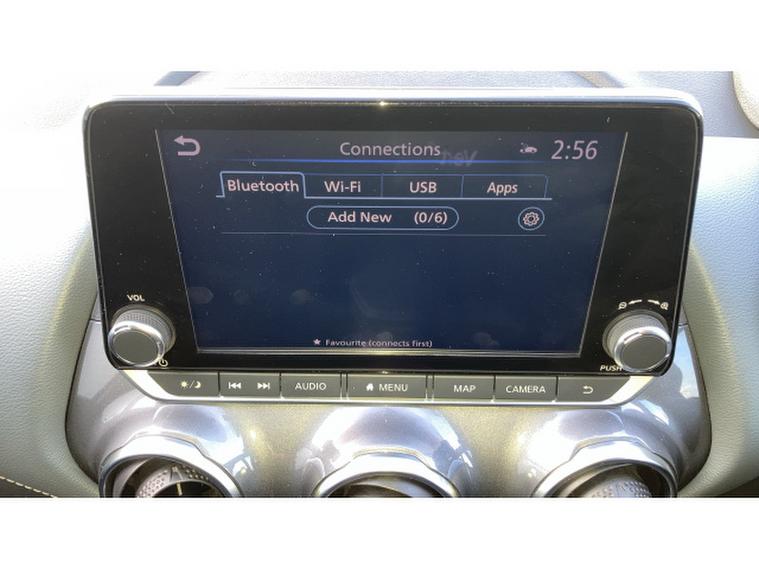 Connections 2:56
Bluetooth Wi-Fi USB Apps
Add New (0/6)
VOL
★ Favourite (connects first)
PUSH
AUDIO MENU MAP CAMERA